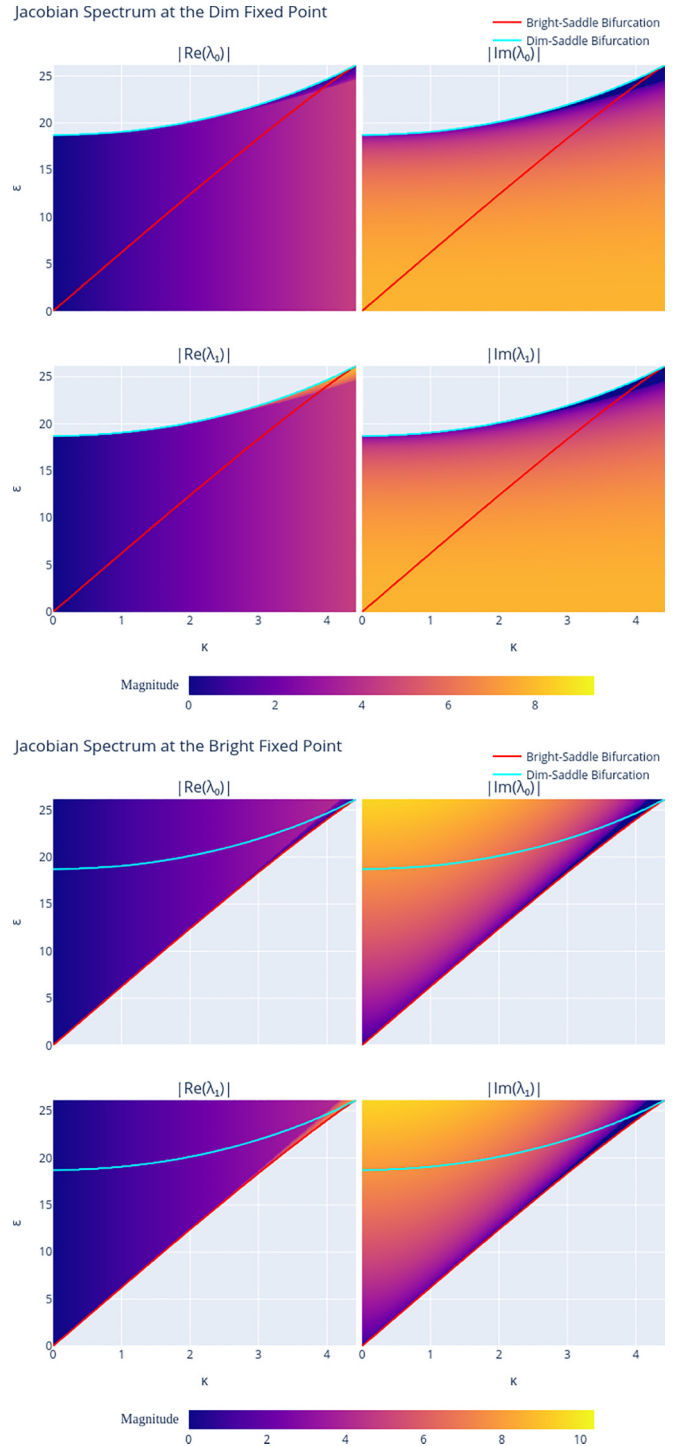 Jacobian Spectrum at the Dim Fixed Point
Bright-Saddle Bifurcation
Dim-Saddle Bifurcation
|Re(λ₀)|
|Im(λ₀)|
25
20
15
10
5
0
ε
|Re(λ₁)|
|Im(λ₁)|
25
20
15
10
5
0
ε
0 1 2 3 4 0 1 2 3 4
κ κ
Magnitude
0 2 4 6 8
Jacobian Spectrum at the Bright Fixed Point
Bright-Saddle Bifurcation
Dim-Saddle Bifurcation
|Re(λ₀)|
|Im(λ₀)|
25
20
15
10
5
0
ε
|Re(λ₁)|
|Im(λ₁)|
25
20
15
10
5
0
ε
0 1 2 3 4 0 1 2 3 4
κ κ
Magnitude
0 2 4 6 8 10